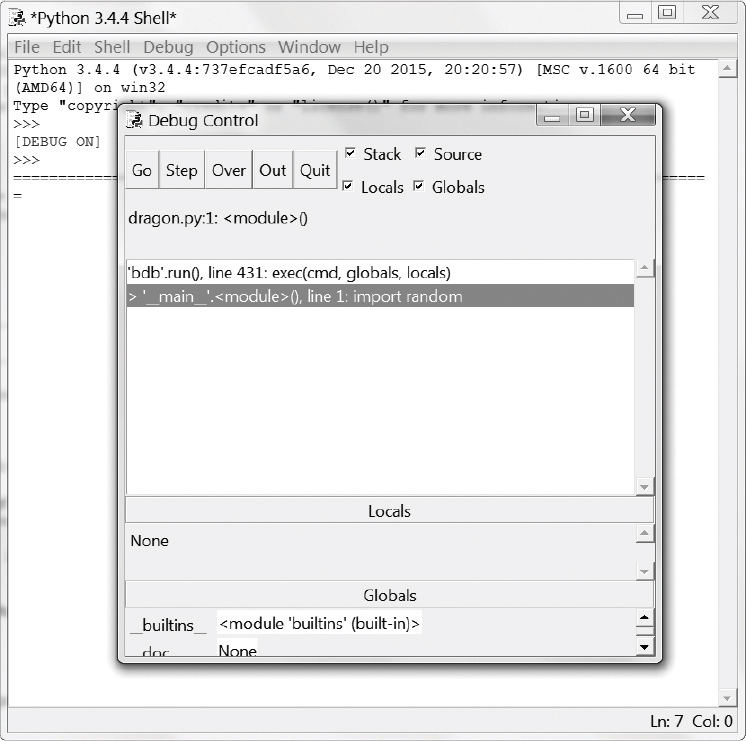 *Python 3.4.4 Shell*
File Edit Shell Debug Options Window Help
Python 3.4.4 (v3.4.4:737efcadf5a6, Dec 20 2015, 20:20:57) [MSC v.1600 64 bit
(AMD64)] on win32
Type "copyright"
>>>
[DEBUG ON]
>>>
=
Debug Control
Go Step Over Out Quit
Stack Source
Locals Globals
dragon.py:1: <module>()
'bdb'.run(), line 431: exec(cmd, globals, locals)
> '__main__'.<module>(), line 1: import random
Locals
None
Globals
__builtins__ <module 'builtins' (built-in)>
__doc__ None
Ln: 7 Col: 0